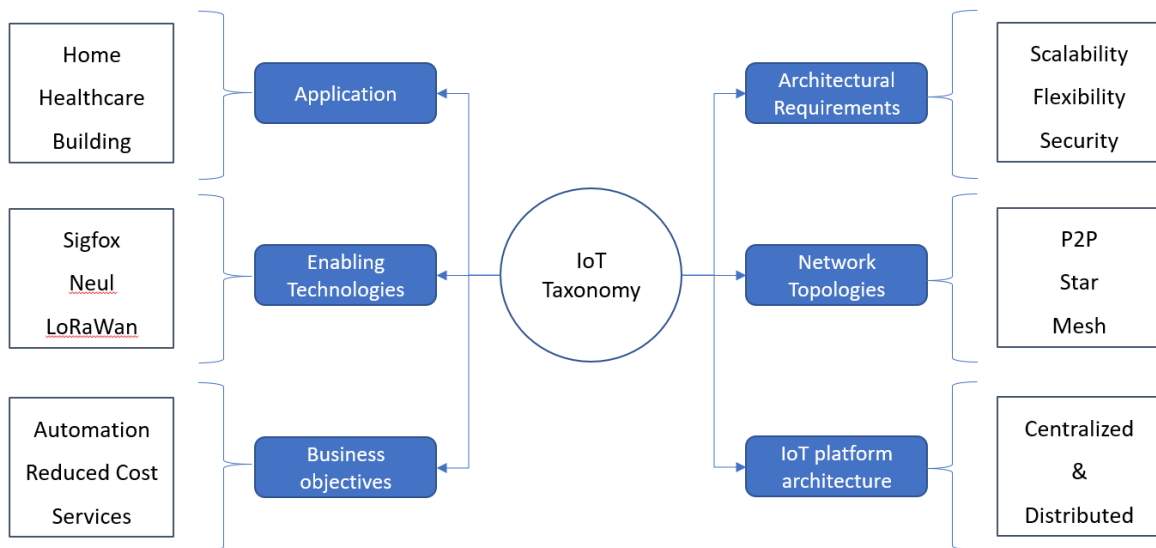 Home
Healthcare
Building
Application
Sigfox
Neul
LoRaWan
Enabling
Technologies
Automation
Reduced Cost
Services
Business
objectives
IoT
Taxonomy
Architectural
Requirements
Scalability
Flexibility
Security
Network
Topologies
P2P
Star
Mesh
IoT platform
architecture
Centralized
&
Distributed